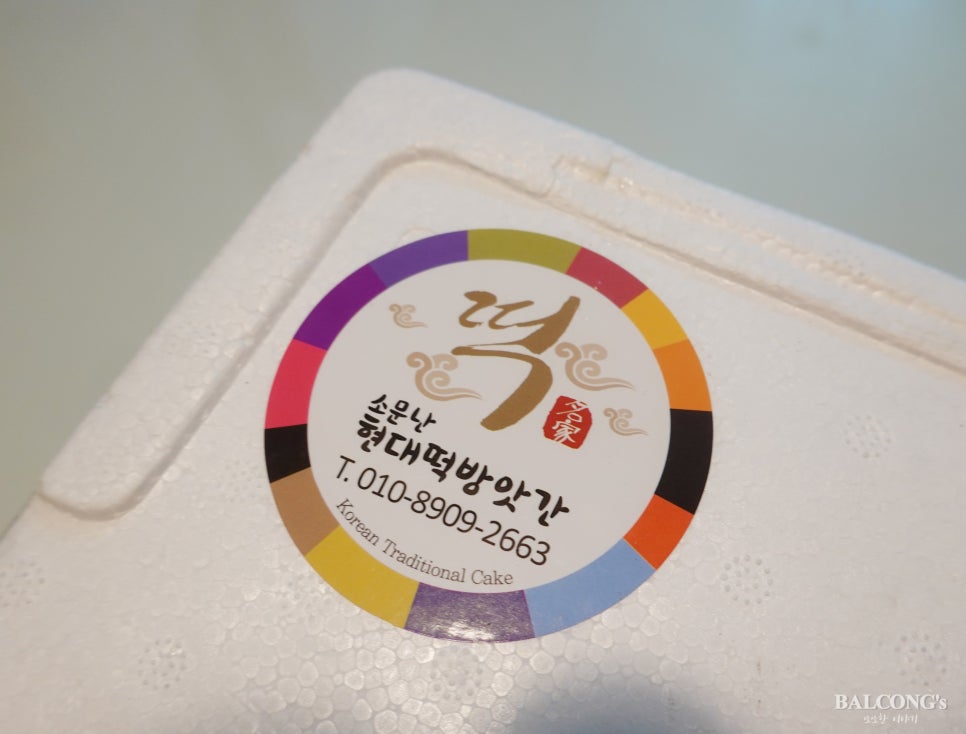 떡
名家
소문난
현대떡방앗간
T. 010-8909-2663
Korean Traditional Cake
BALCONG's